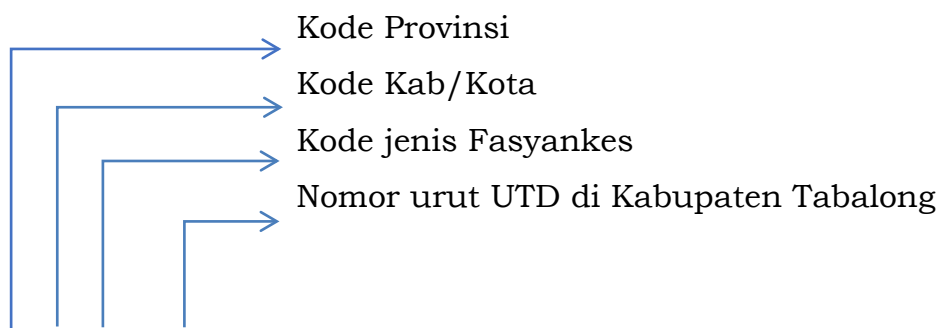 Kode Provinsi
Kode Kab/Kota
Kode jenis Fasyankes
Nomor urut UTD di Kabupaten Tabalong